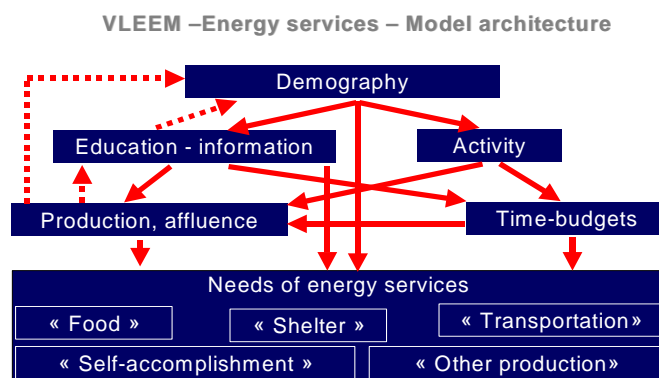 VLEEM –Energy services – Model architecture
Demography
Education - information
Activity
Production, affluence
Time-budgets
Needs of energy services
« Food »
« Shelter »
« Transportation»
« Self-accomplishment »
« Other production»